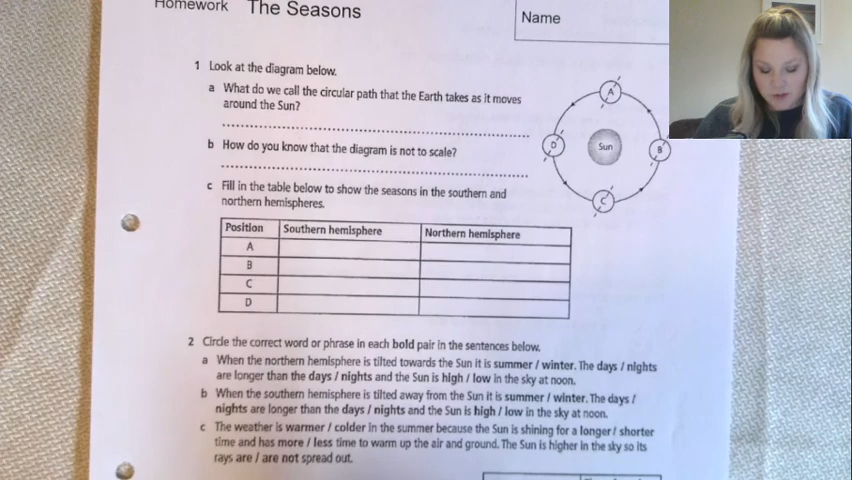 Homework The Seasons
Name
1 Look at the diagram below.
a What do we call the circular path that the Earth takes as it moves
around the Sun?
b How do you know that the diagram is not to scale?
c Fill in the table below to show the seasons in the southern and
northern hemispheres.
A
B
C
D
Sun
Position Southern hemisphere Northern hemisphere
A
B
C
D
2 Circle the correct word or phrase in each bold pair in the sentences below.
a When the northern hemisphere is tilted towards the Sun it is summer / winter. The days / nights
are longer than the days / nights and the Sun is high / low in the sky at noon.
b When the southern hemisphere is tilted away from the Sun it is summer / winter. The days /
nights are longer than the days / nights and the Sun is high / low in the sky at noon.
c The weather is warmer / colder in the summer because the Sun is shining for a longer / shorter
time and has more / less time to warm up the air and ground. The Sun is higher in the sky so its
rays are / are not spread out.